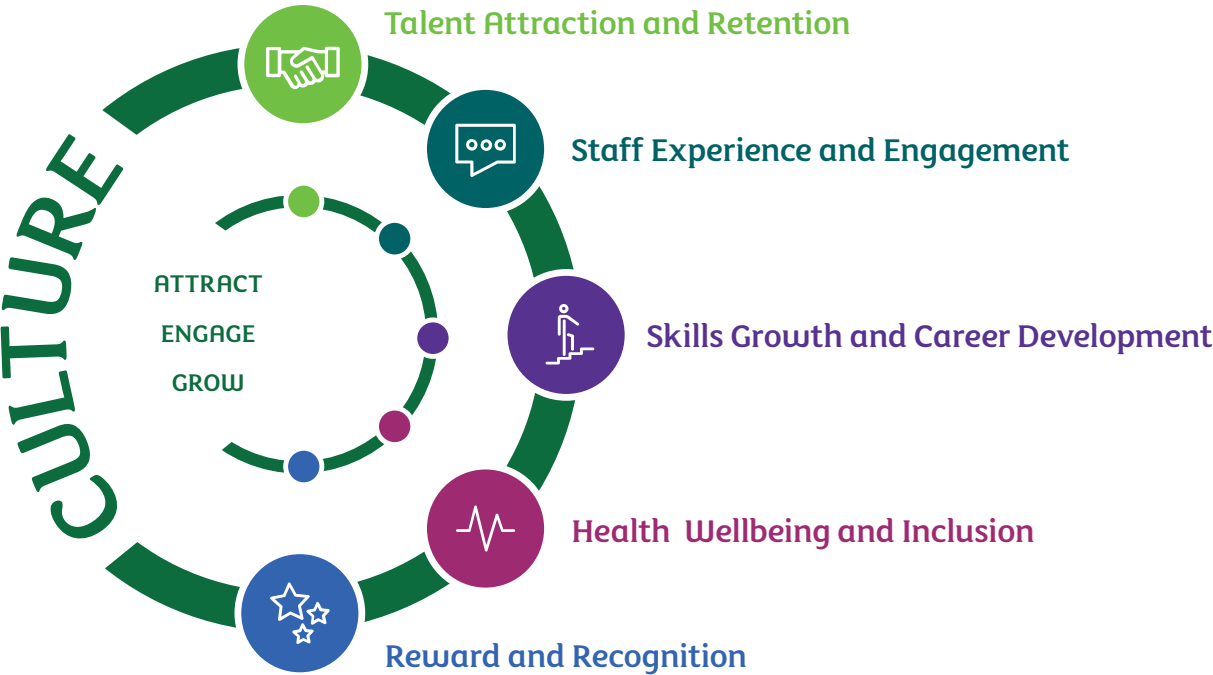 Talent Attraction and Retention
Staff Experience and Engagement
CULTURE
ATTRACT
ENGAGE
GROW
Skills Growth and Career Development
Health Wellbeing and Inclusion
Reward and Recognition